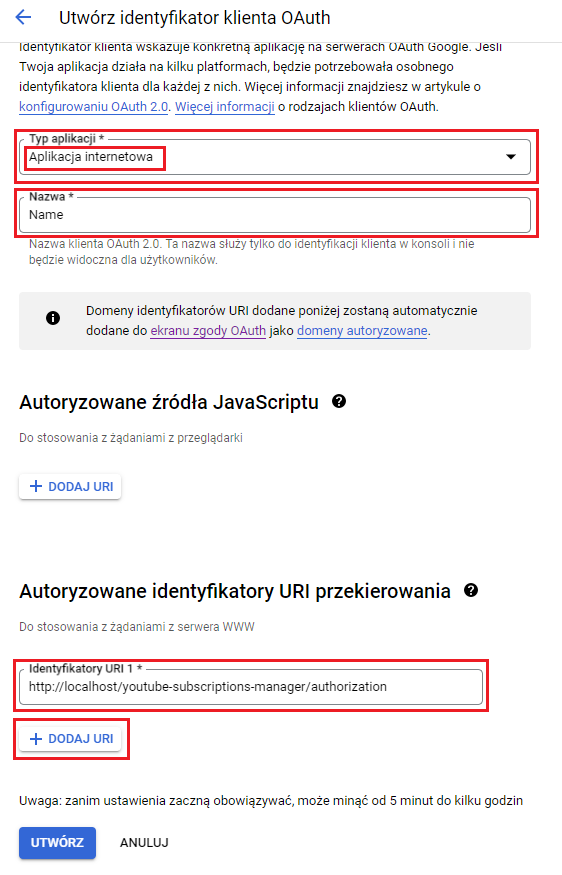 Utwórz identyfikator klienta OAuth
Identyfikator klienta wskazuje konkretną aplikację na serwerach OAuth Google. Jeśli
Twoja aplikacja działa na kilku platformach, będzie potrzebowała osobnego
identyfikatora klienta dla każdej z nich. Więcej informacji znajdziesz w artykule o
konfigurowaniu OAuth 2.0. Więcej informacji o rodzajach klientów OAuth.
Typ aplikacji *
Aplikacja internetowa
Nazwa *
Name
Nazwa klienta OAuth 2.0. Ta nazwa służy tylko do identyfikacji klienta w konsoli i nie
będzie widoczna dla użytkowników.
Domeny identyfikatorów URI dodane poniżej zostaną automatycznie
dodane do ekranu zgody OAuth jako domeny autoryzowane.
Autoryzowane źródła JavaScriptu
Do stosowania z żądaniami z przeglądarki
+ DODAJ URI
Autoryzowane identyfikatory URI przekierowania
Do stosowania z żądaniami z serwera WWW
Identyfikatory URI 1 *
http://localhost/youtube-subscriptions-manager/authorization
+ DODAJ URI
Uwaga: zanim ustawienia zaczną obowiązywać, może minąć od 5 minut do kilku godzin
UTWÓRZ ANULUJ